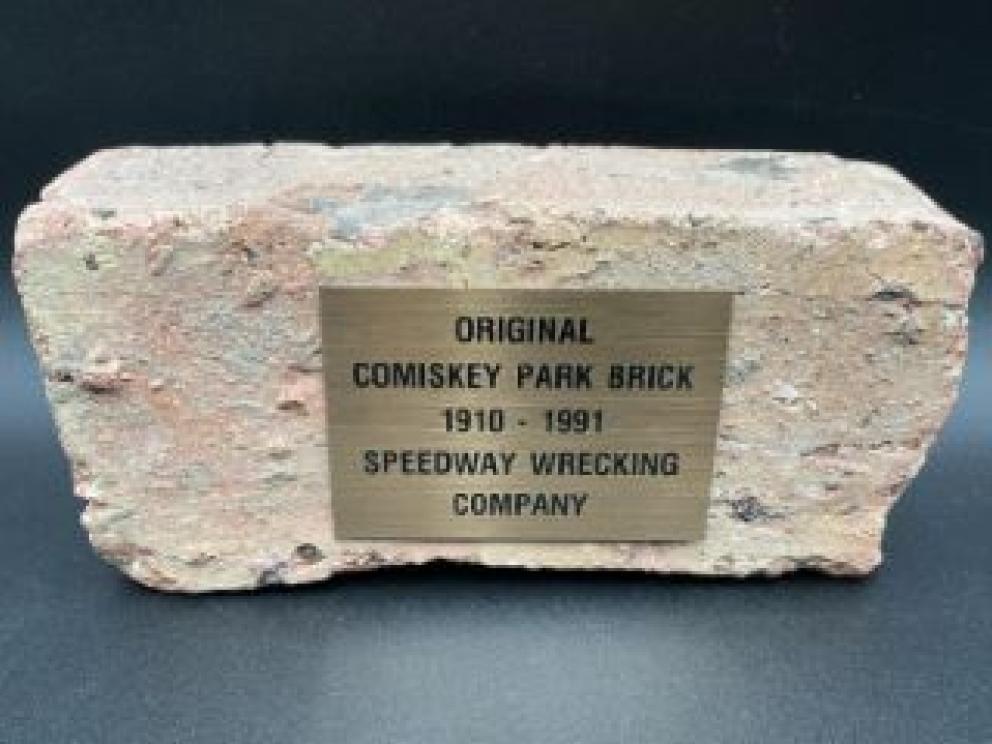 ORIGINAL
COMISKEY PARK BRICK
1910 - 1991
SPEEDWAY WRECKING
COMPANY